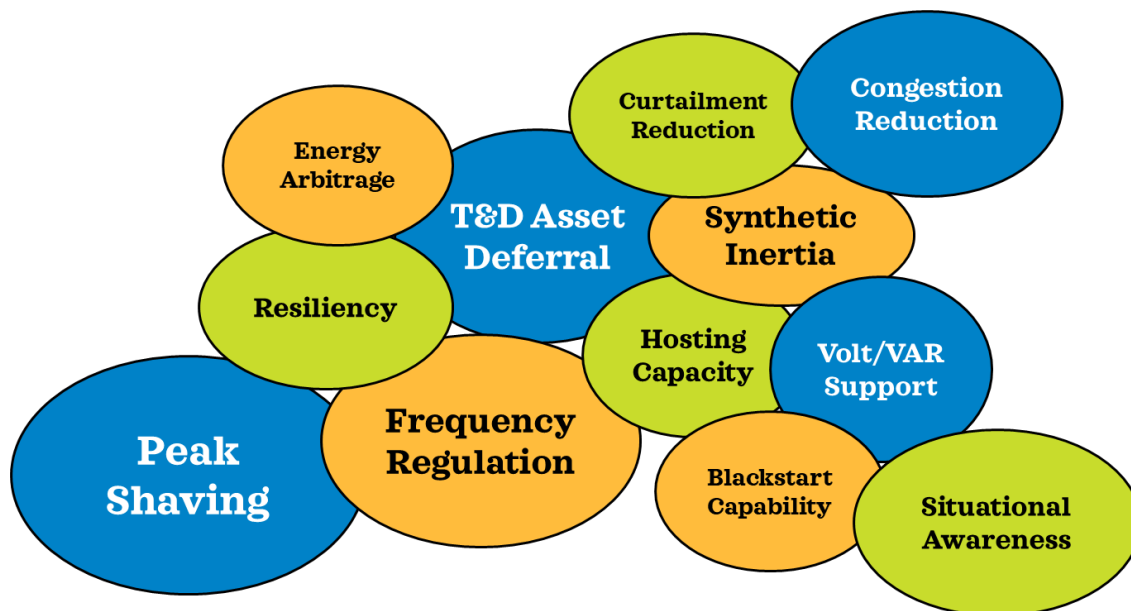 Curtailment
Reduction
Congestion
Reduction
Energy
Arbitrage
T&D Asset
Deferral
Synthetic
Inertia
Resiliency
Hosting
Capacity
Volt/VAR
Support
Peak
Shaving
Frequency
Regulation
Blackstart
Capability
Situational
Awareness